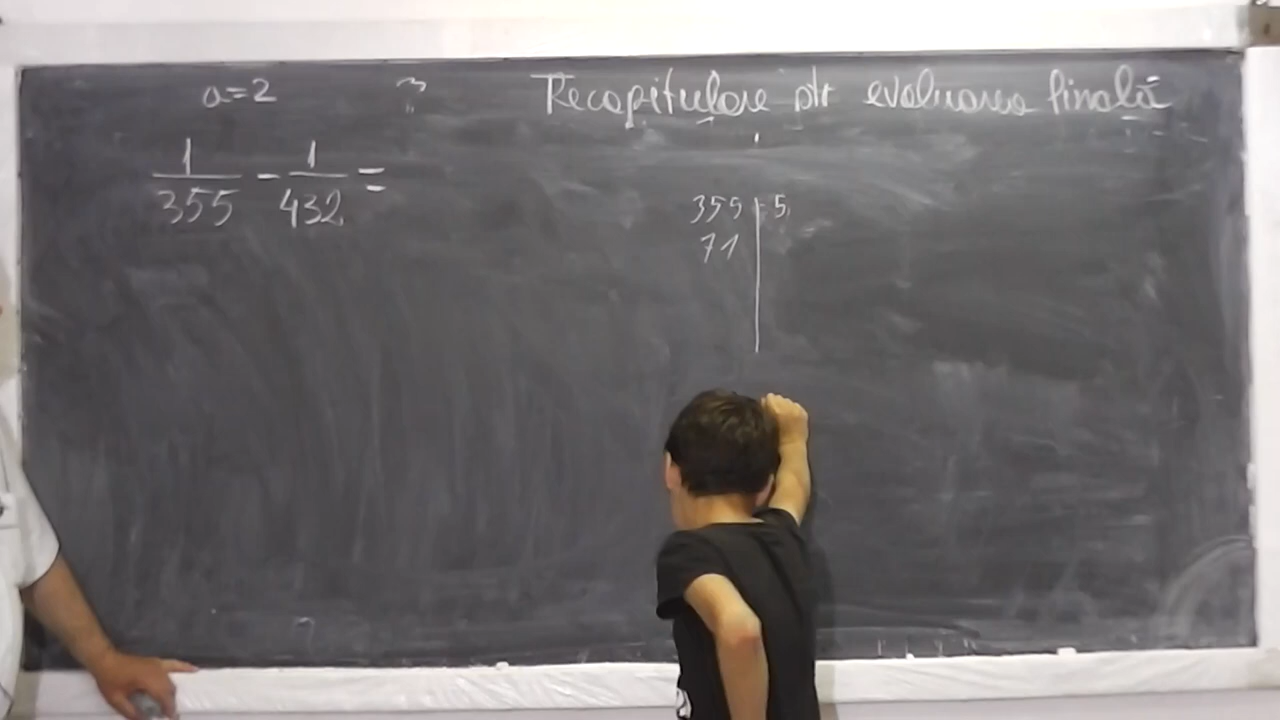 a=2
Recapitulare ptr evaluarea finală
1/355 - 1/432 =
355 | 5
71 |